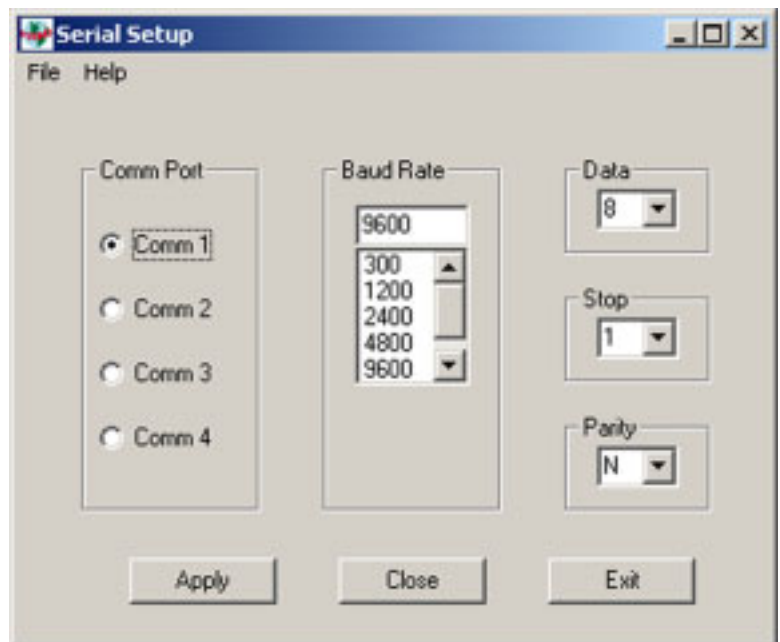 Serial Setup
File Help
Comm Port
Comm 1
Comm 2
Comm 3
Comm 4
Baud Rate
9600
300
1200
2400
4800
9600
Data
8
Stop
1
Parity
N
Apply Close Exit